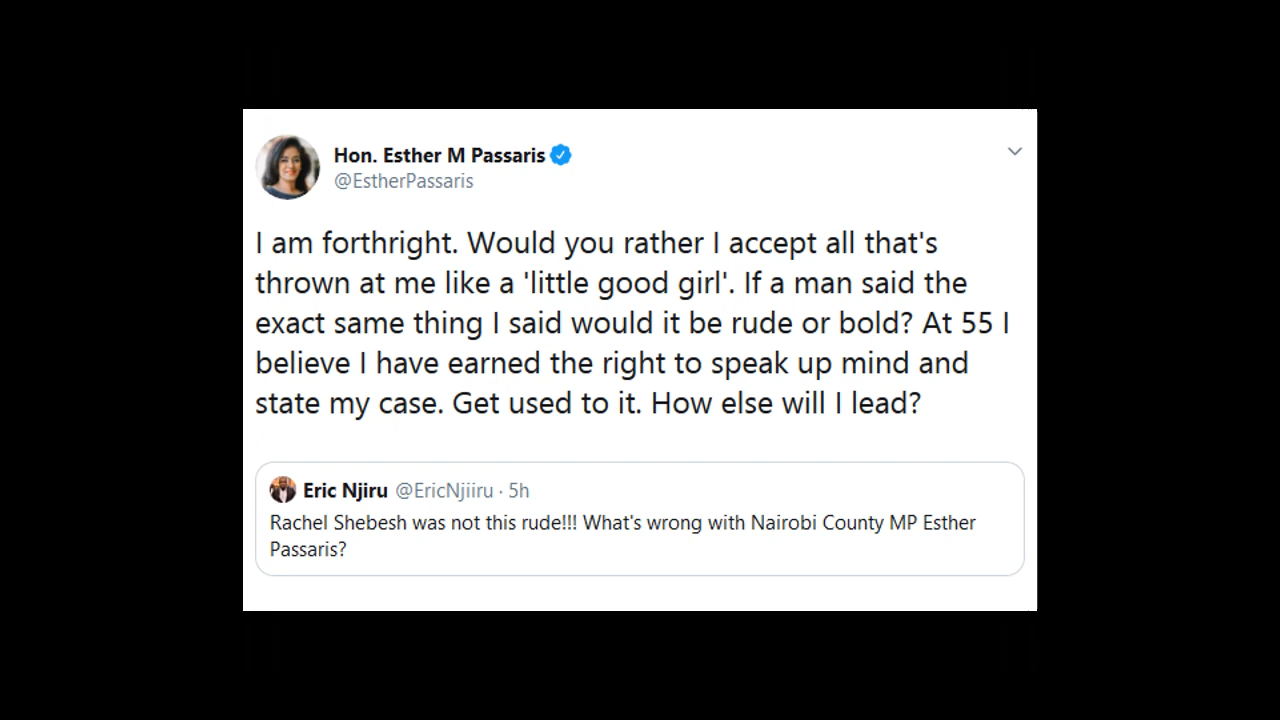 Hon. Esther M Passaris
@EstherPassaris
I am forthright. Would you rather I accept all that's
thrown at me like a 'little good girl'. If a man said the
exact same thing I said would it be rude or bold? At 55 I
believe I have earned the right to speak up mind and
state my case. Get used to it. How else will I lead?
Eric Njiru @EricNjiiru · 5h
Rachel Shebesh was not this rude!!! What's wrong with Nairobi County MP Esther
Passaris?